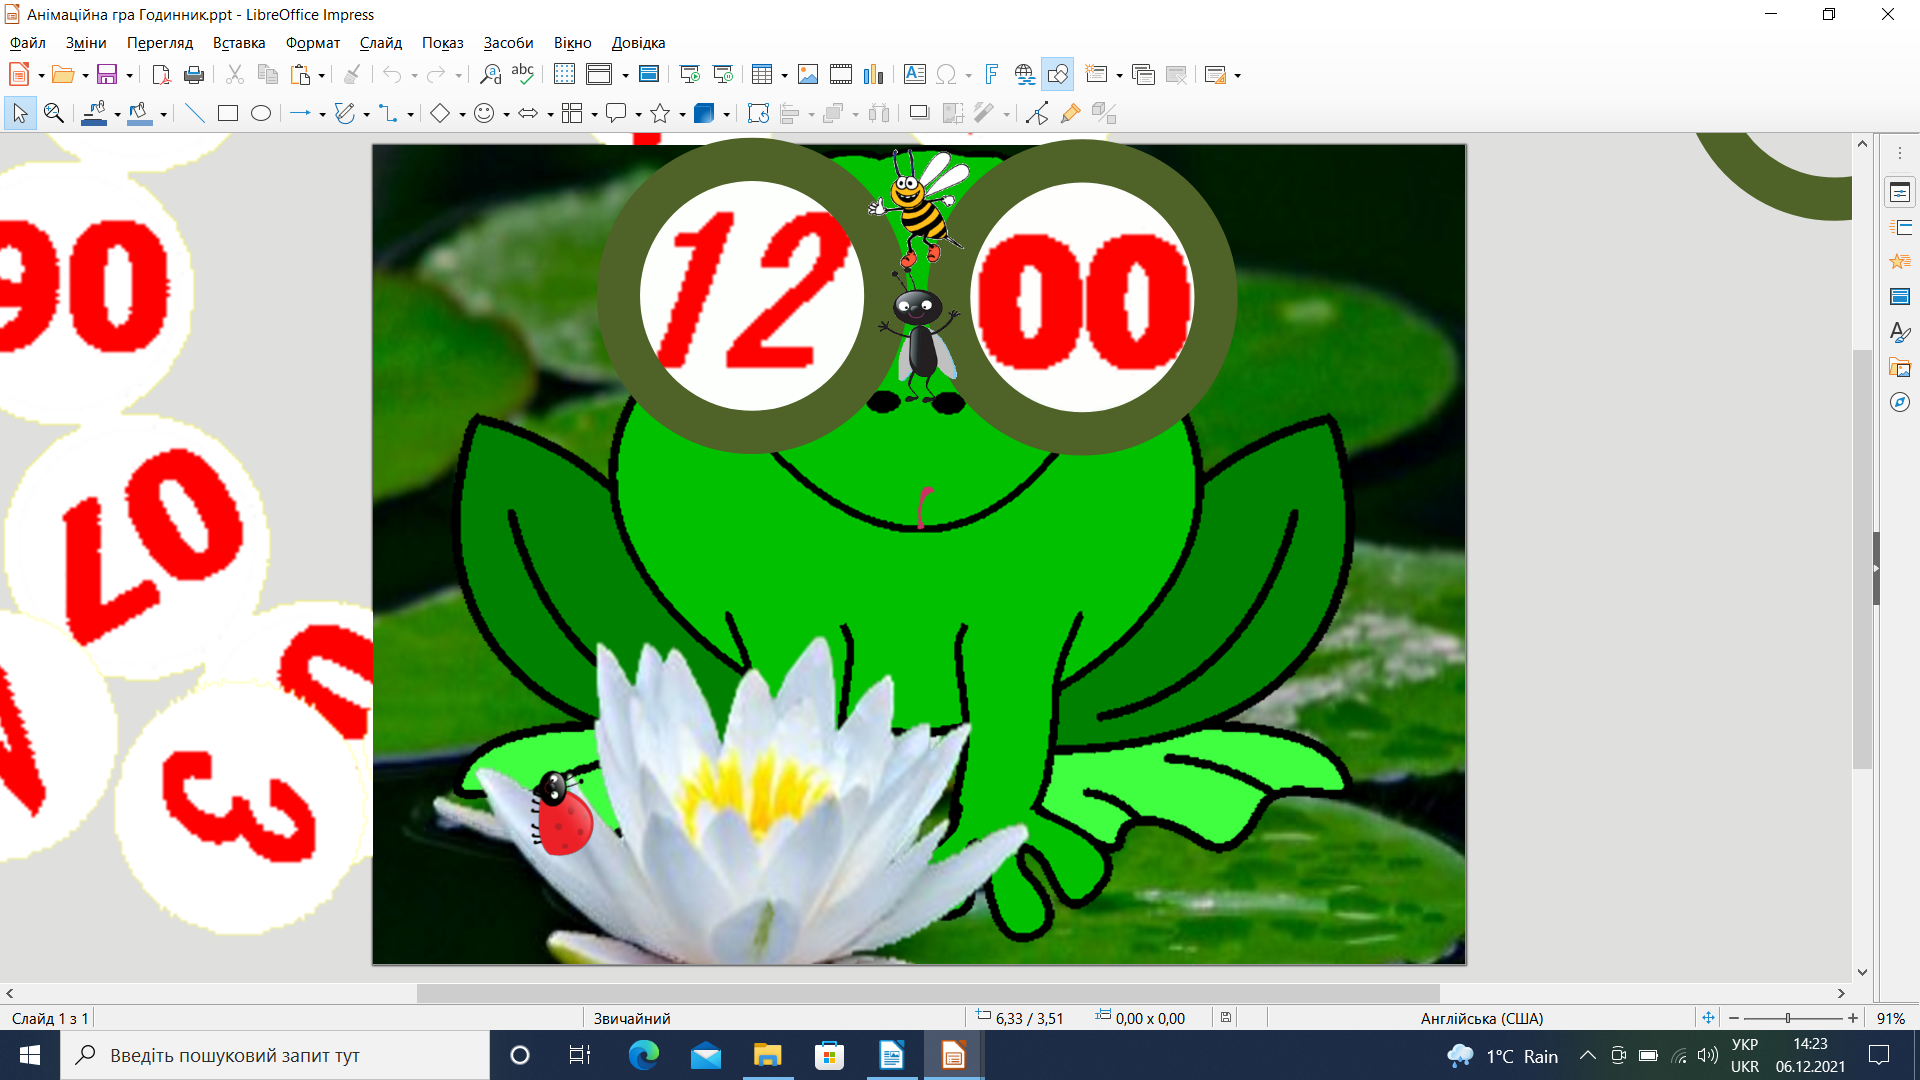 Анімаційна гра Годинник.ppt - LibreOffice Impress
Файл Зміни Перегляд Вставка Формат Слайд Показ Засоби Вікно Довідка
12 00
90
07
3
Слайд 1 з 1 Звичайний 6,33 / 3,51 0,00 x 0,00 Англійська (США) 91%
Введіть пошуковий запит тут 1°C Rain УКР 14:23
UKR 06.12.2021